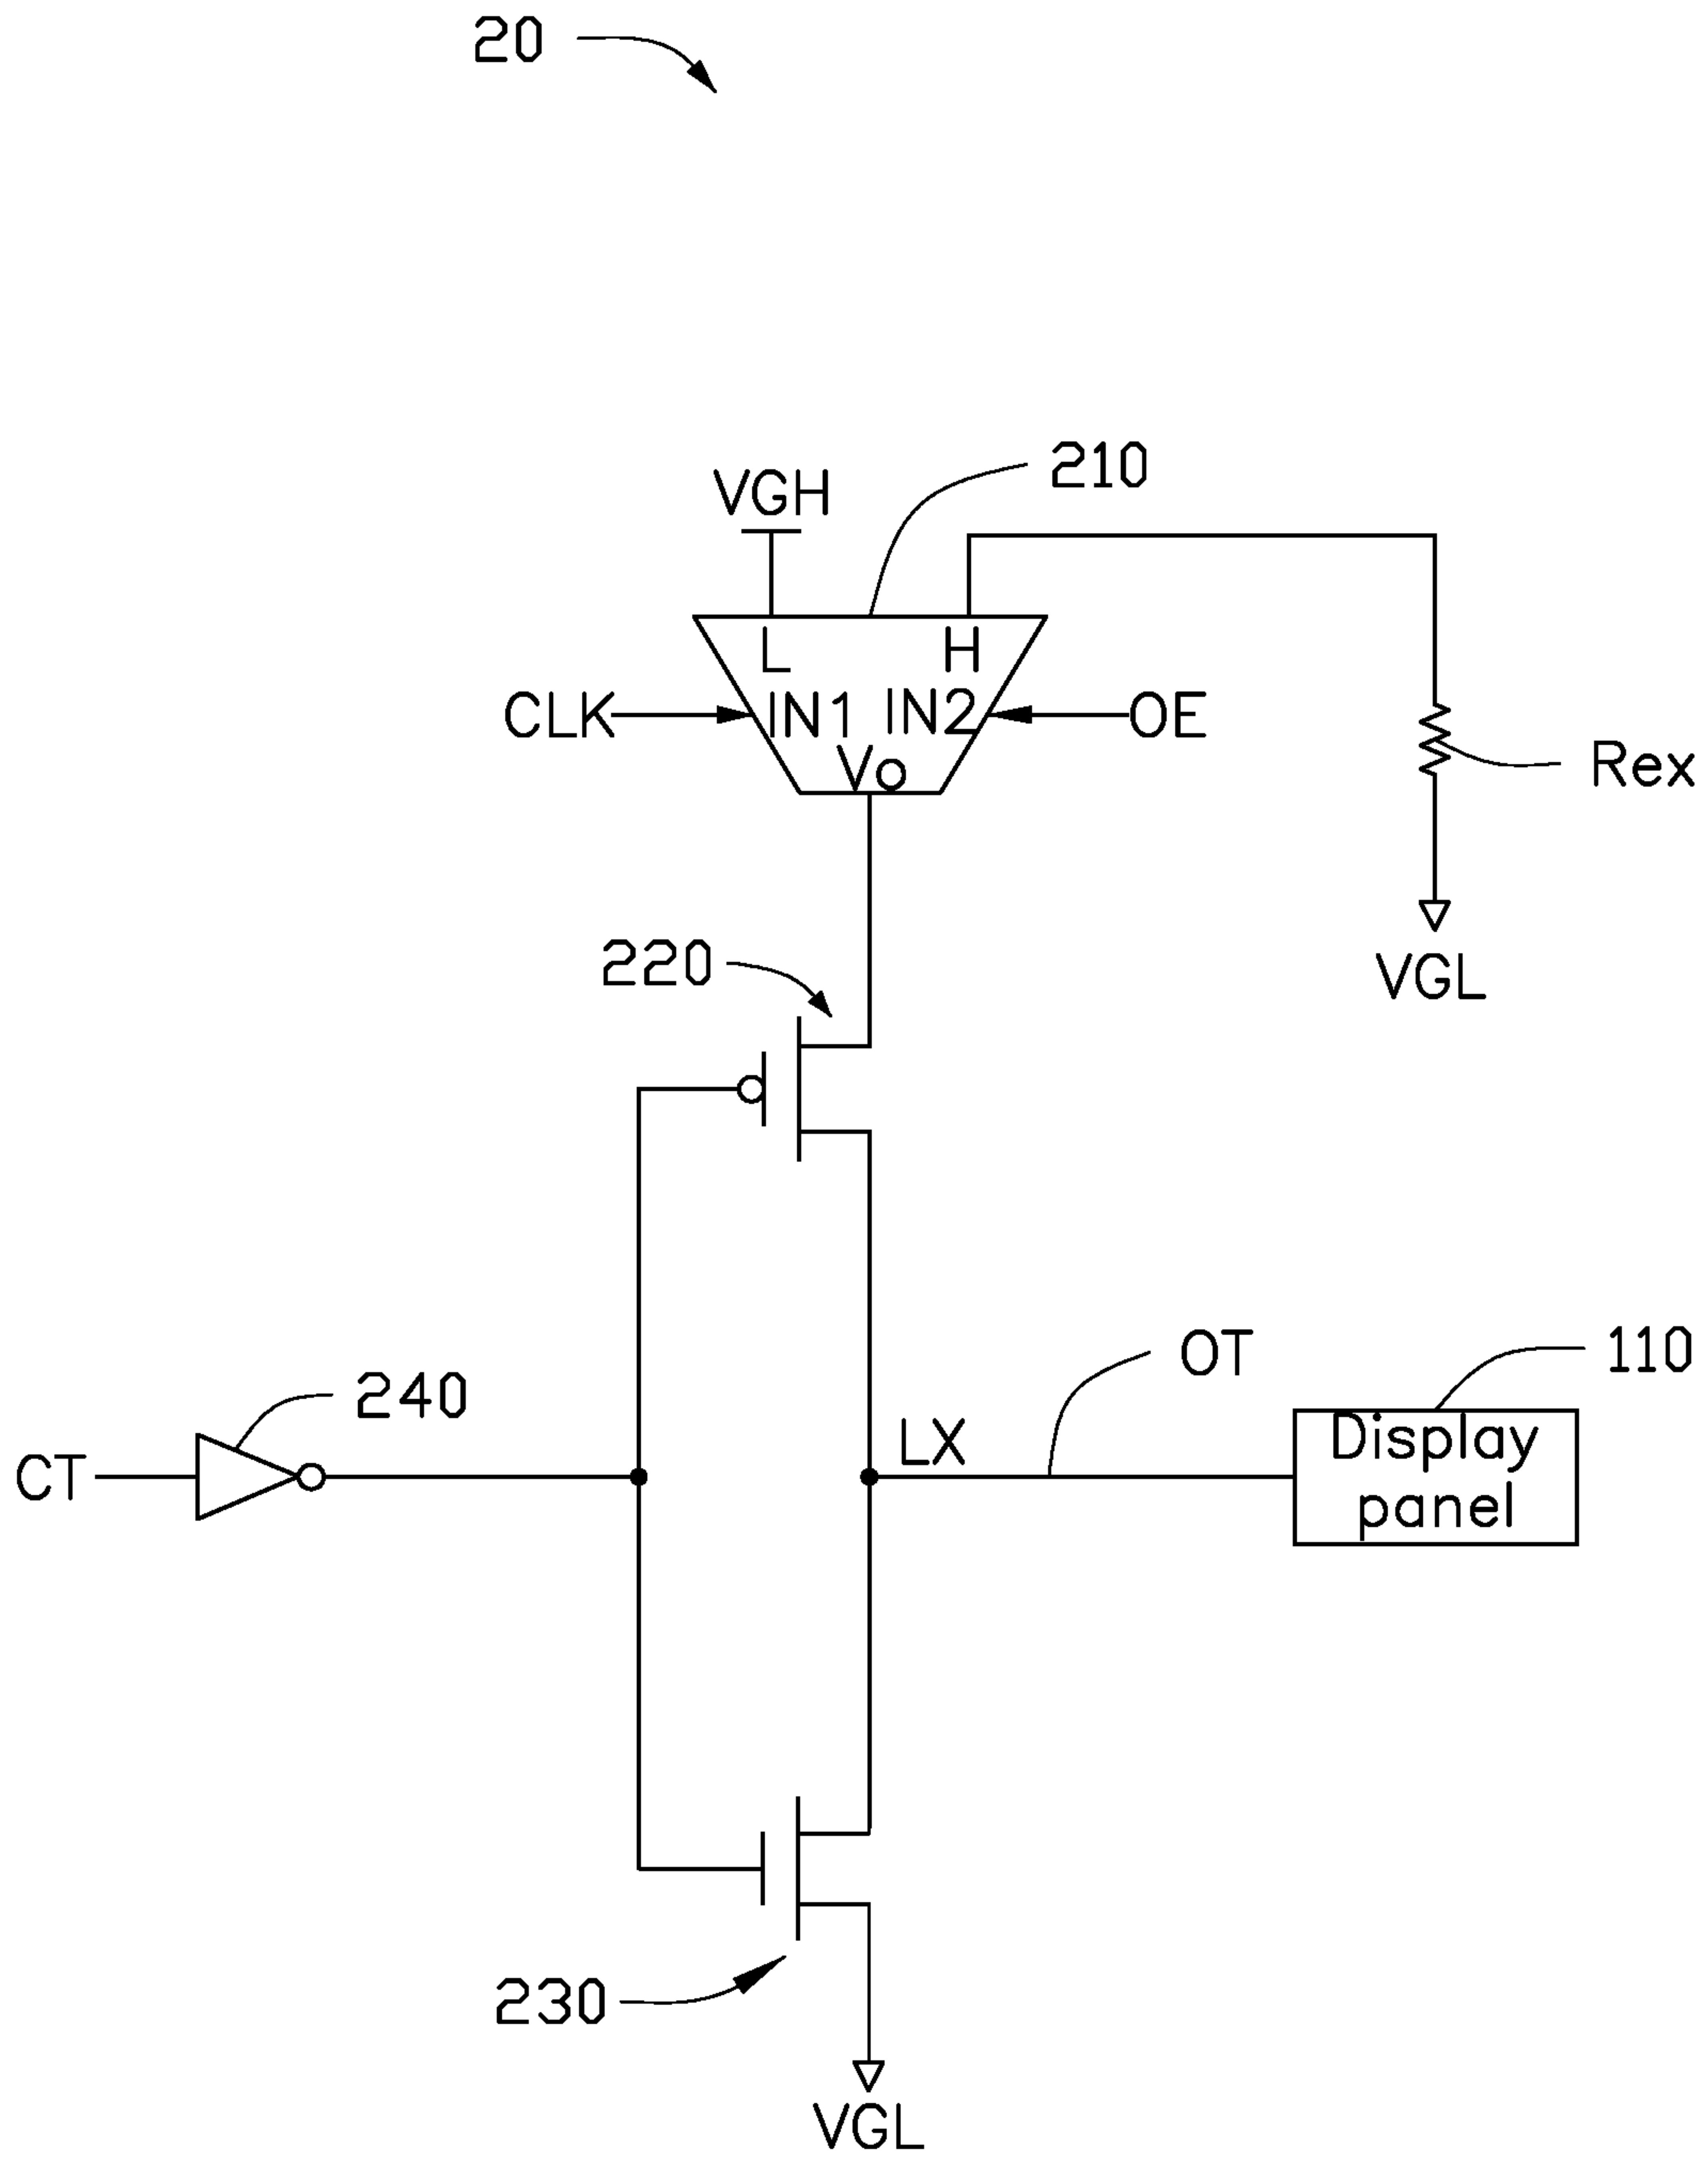 20
210
VGH
L
H
CLK
IN1
IN2
OE
Vo
Rex
220
VGL
OT
110
240
LX
Display
panel
CT
230
VGL